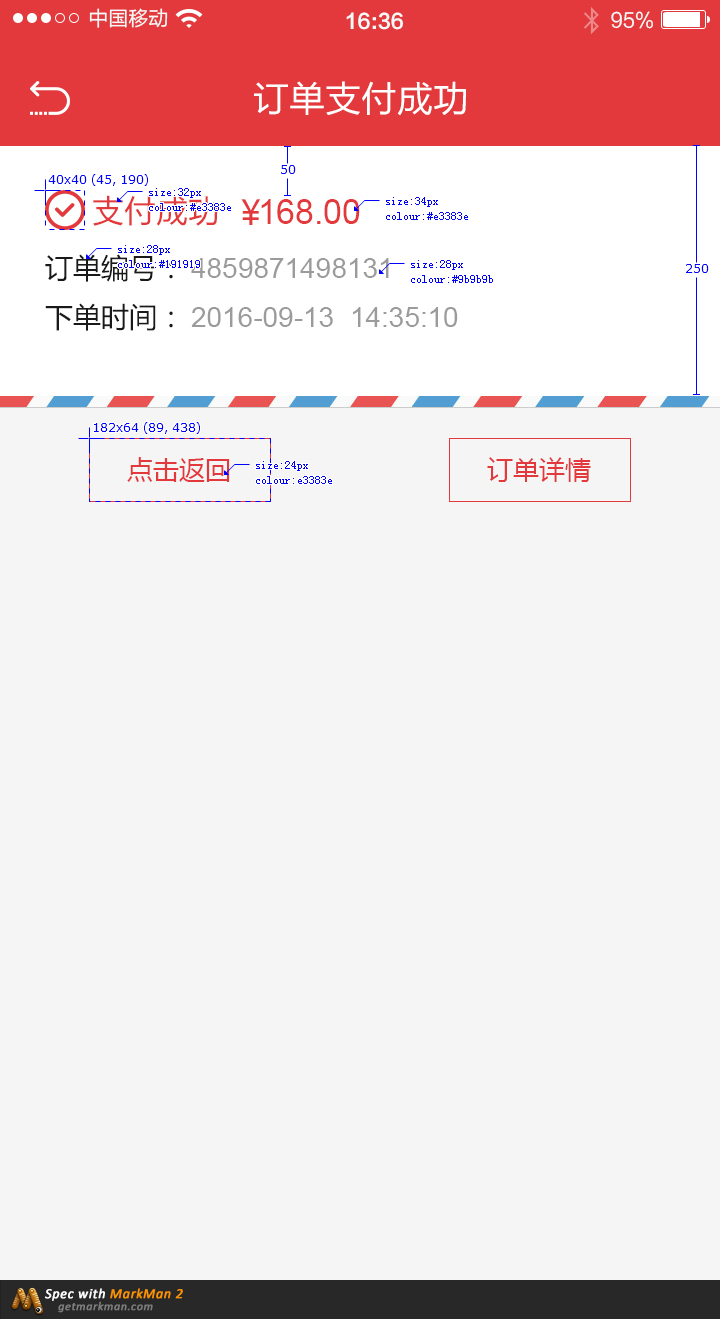 中国移动 16:36 95%
订单支付成功
50
40x40 (45, 190)
size:32px
colour:#e3383e
支付成功 ¥168.00
size:34px
colour:#e3383e
size:28px
colour:#191919
订单编号： 4859871498131
size:28px
colour:#9b9b9b
250
下单时间： 2016-09-13 14:35:10
182x64 (89, 438)
点击返回
size:24px
colour:e3383e
订单详情
Spec with MarkMan 2
getmarkman.com